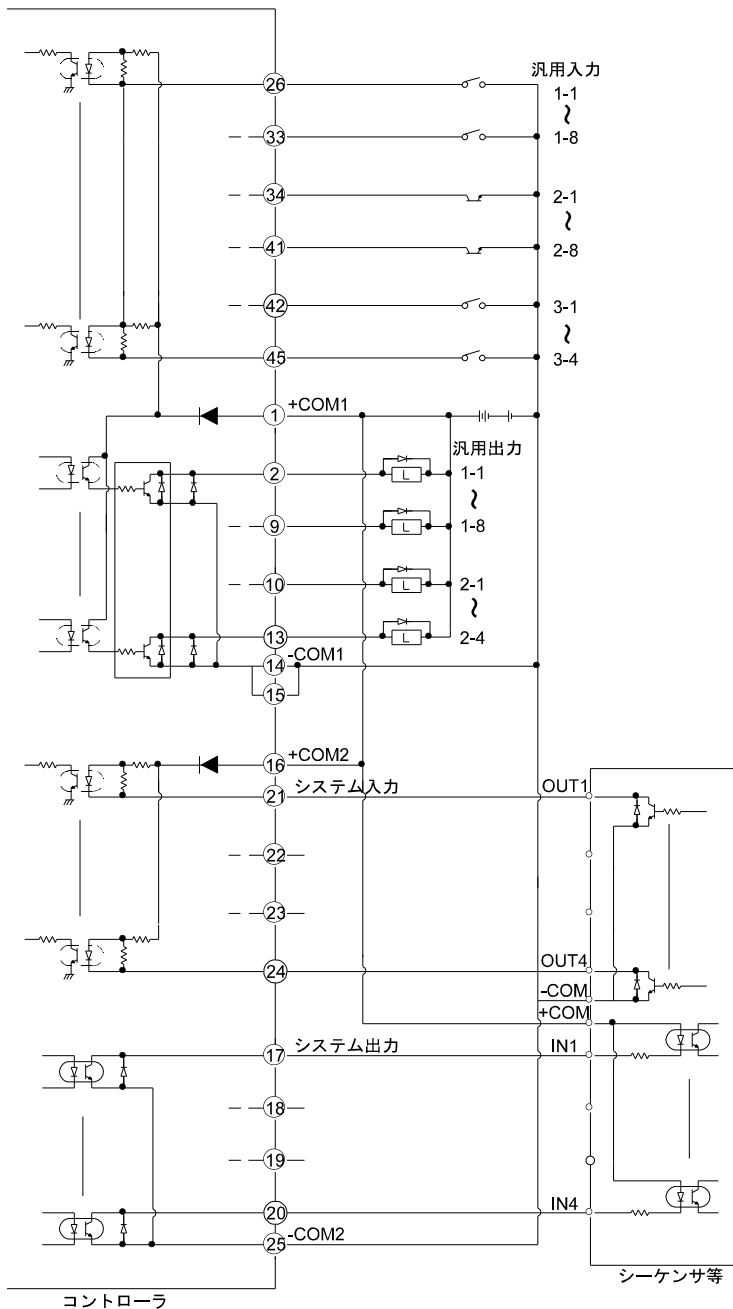 汎用入力
26 1-1
~
33 1-8
34 2-1
~
41 2-8
42 3-1
~
45 3-4
1 +COM1
汎用出力
2 L 1-1
~
9 L 1-8
10 L 2-1
~
13 L 2-4
14 -COM1
15
16 +COM2
21 システム入力 OUT1
22
23
24 OUT4
-COM
+COM
17 システム出力 IN1
18
19
20 IN4
25 -COM2
シーケンサ等
コントローラ